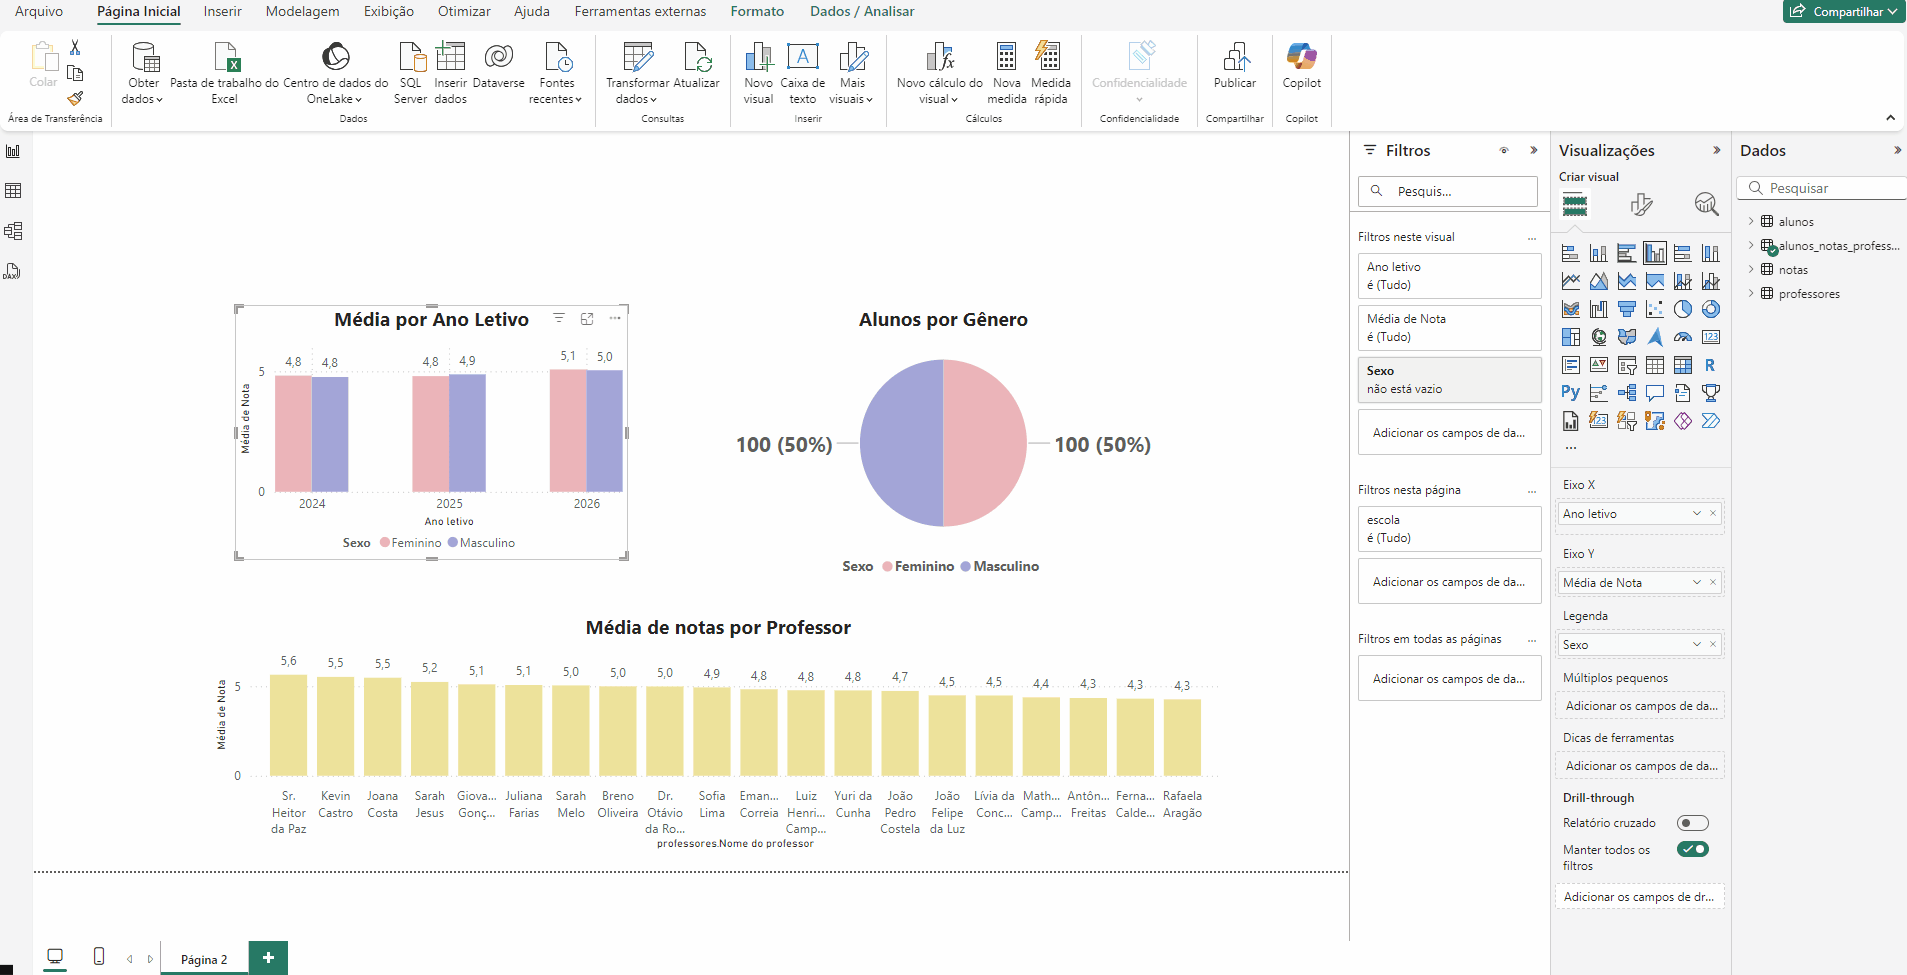 Arquivo
Página Inicial
Inserir
Modelagem
Exibição
Otimizar
Ajuda
Ferramentas externas
Formato
Dados / Analisar
Compartilhar
Colar
Área de Transferência
Obter dados
Pasta de trabalho do Excel
Centro de dados do OneLake
SQL Server
Inserir dados
Dataverse
Fontes recentes
Dados
Transformar dados
Atualizar
Consultas
Novo visual
Caixa de texto
Mais visuais
Inserir
Novo cálculo do visual
Nova medida
Medida rápida
Cálculos
Confidencialidade
Confidencialidade
Publicar
Compartilhar
Copilot
Copilot
DAX
Média por Ano Letivo
4,8 4,8 4,8 4,9 5,1 5,0
5
0
Média de Nota
2024 2025 2026
Ano letivo
Sexo Feminino Masculino
Alunos por Gênero
100 (50%) 100 (50%)
Sexo Feminino Masculino
Média de notas por Professor
5,6 5,5 5,5 5,2 5,1 5,1 5,0 5,0 5,0 4,9 4,8 4,8 4,8 4,7 4,5 4,5 4,4 4,3 4,3 4,3
5
0
Média de Nota
Sr. Heitor da Paz
Kevin Castro
Joana Costa
Sarah Jesus
Giova... Gonç...
Juliana Farias
Sarah Melo
Breno Oliveira
Dr. Otávio da Ro...
Sofia Lima
Eman... Correia
Luiz Henri... Camp...
Yuri da Cunha
João Pedro Costela
João Felipe da Luz
Lívia da Conc...
Math... Camp...
Antôn... Freitas
Ferna... Calde...
Rafaela Aragão
professores.Nome do professor
Página 2
Filtros
Pesquis...
Filtros neste visual
Ano letivo
é (Tudo)
Média de Nota
é (Tudo)
Sexo
não está vazio
Adicionar os campos de da...
Filtros nesta página
escola
é (Tudo)
Adicionar os campos de da...
Filtros em todas as páginas
Adicionar os campos de da...
Visualizações
Criar visual
123
R
Py
123
...
Eixo X
Ano letivo
Eixo Y
Média de Nota
Legenda
Sexo
Múltiplos pequenos
Adicionar os campos de da...
Dicas de ferramentas
Adicionar os campos de da...
Drill-through
Relatório cruzado
Manter todos os filtros
Adicionar os campos de dr...
Dados
Pesquisar
alunos
alunos_notas_profess...
notas
professores